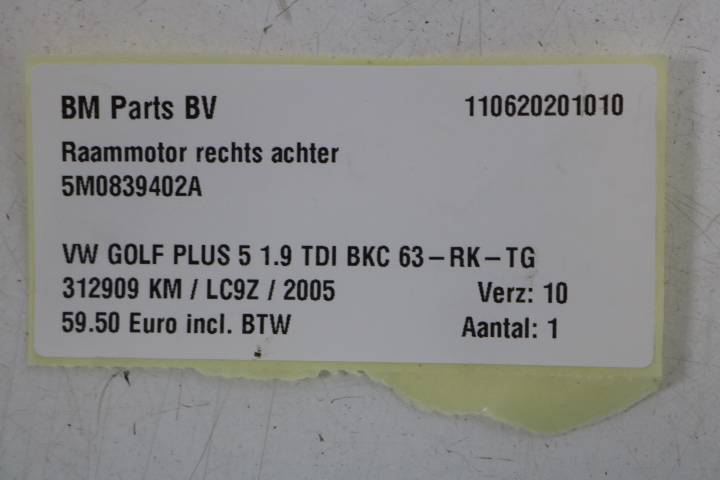 BM Parts BV 110620201010
Raammotor rechts achter
5M0839402A
VW GOLF PLUS 5 1.9 TDI BKC 63-RK-TG
312909 KM / LC9Z / 2005 Verz: 10
59.50 Euro incl. BTW Aantal: 1